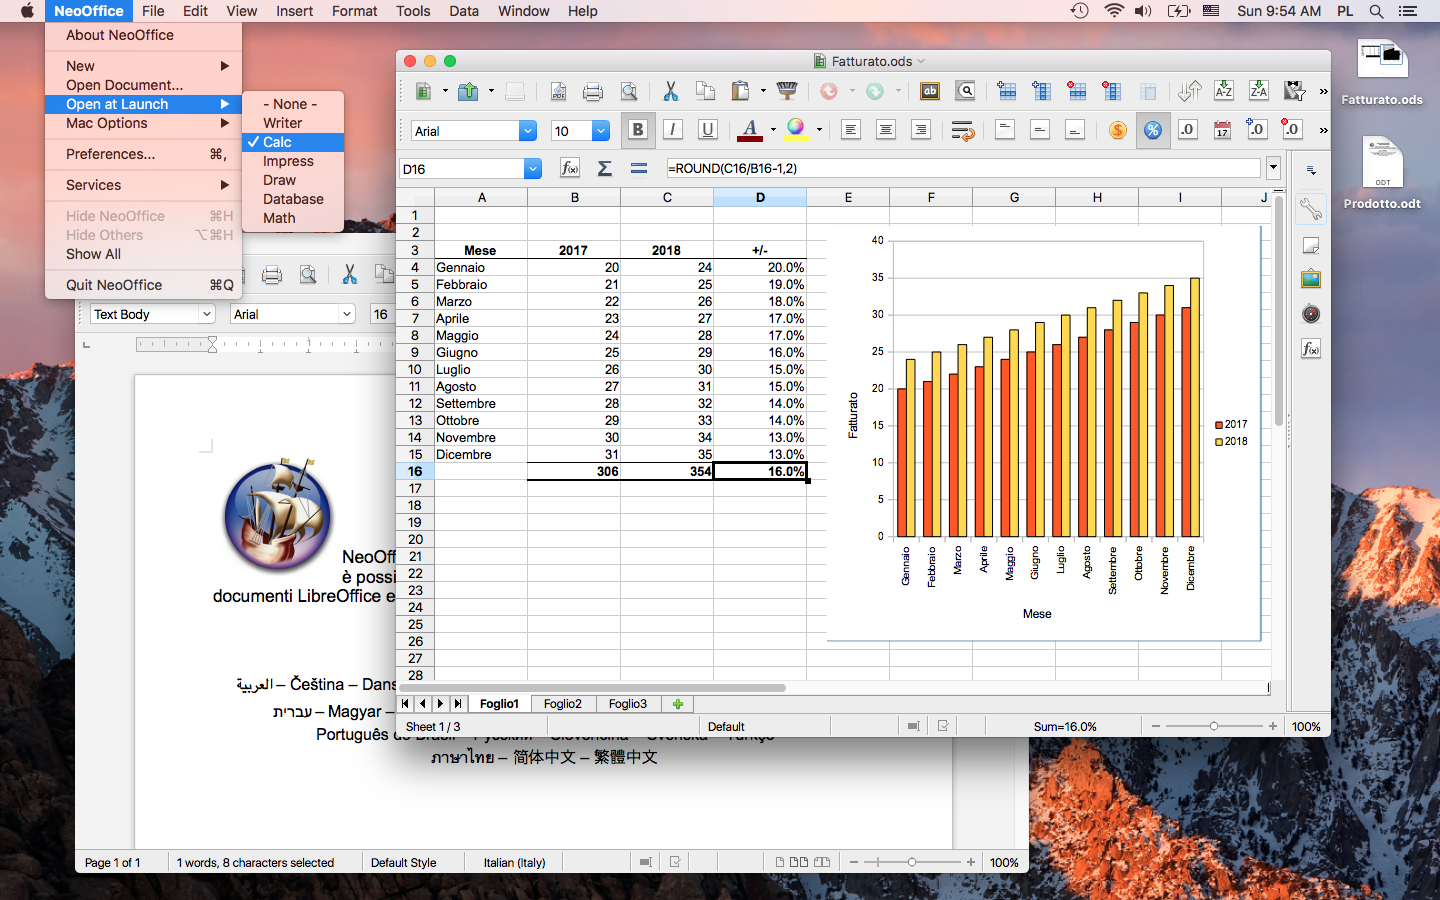 NeoOffice File Edit View Insert Format Tools Data Window Help Sun 9:54 AM PL
About NeoOffice
New
Open Document...
Open at Launch
Mac Options
Preferences... ⌘,
Services
Hide NeoOffice ⌘H
Hide Others ⌥⌘H
Show All
Quit NeoOffice ⌘Q
- None -
Writer
✓ Calc
Impress
Draw
Database
Math
Fatturato.ods
ODT
Prodotto.odt
Fatturato.ods
Arial 10 B I U A
D16 f(x) Σ = =ROUND(C16/B16-1,2)
A B C D E F G H I J
1
2
3 Mese 2017 2018 +/-
4 Gennaio 20 24 20.0%
5 Febbraio 21 25 19.0%
6 Marzo 22 26 18.0%
7 Aprile 23 27 17.0%
8 Maggio 24 28 17.0%
9 Giugno 25 29 16.0%
10 Luglio 26 30 15.0%
11 Agosto 27 31 15.0%
12 Settembre 28 32 14.0%
13 Ottobre 29 33 14.0%
14 Novembre 30 34 13.0%
15 Dicembre 31 35 13.0%
16 306 354 16.0%
17
18
19
20
21
22
23
24
25
26
27
28
40
35
30
25
20
15
10
5
0
Fatturato
Gennaio Febbraio Marzo Aprile Maggio Giugno Luglio Agosto Settembre Ottobre Novembre Dicembre
Mese
2017
2018
Foglio1 Foglio2 Foglio3
Sheet 1 / 3 Default Sum=16.0% 100%
Text Body Arial 16
NeoOff
è possi
documenti LibreOffice e
العربية – Čeština – Dans
עברית – Magyar –
Português do Brasil – Русский – Slovenčina – Svenska – Türkçe
ภาษาไทย – 简体中文 – 繁體中文
Page 1 of 1 1 words, 8 characters selected Default Style Italian (Italy) 100%